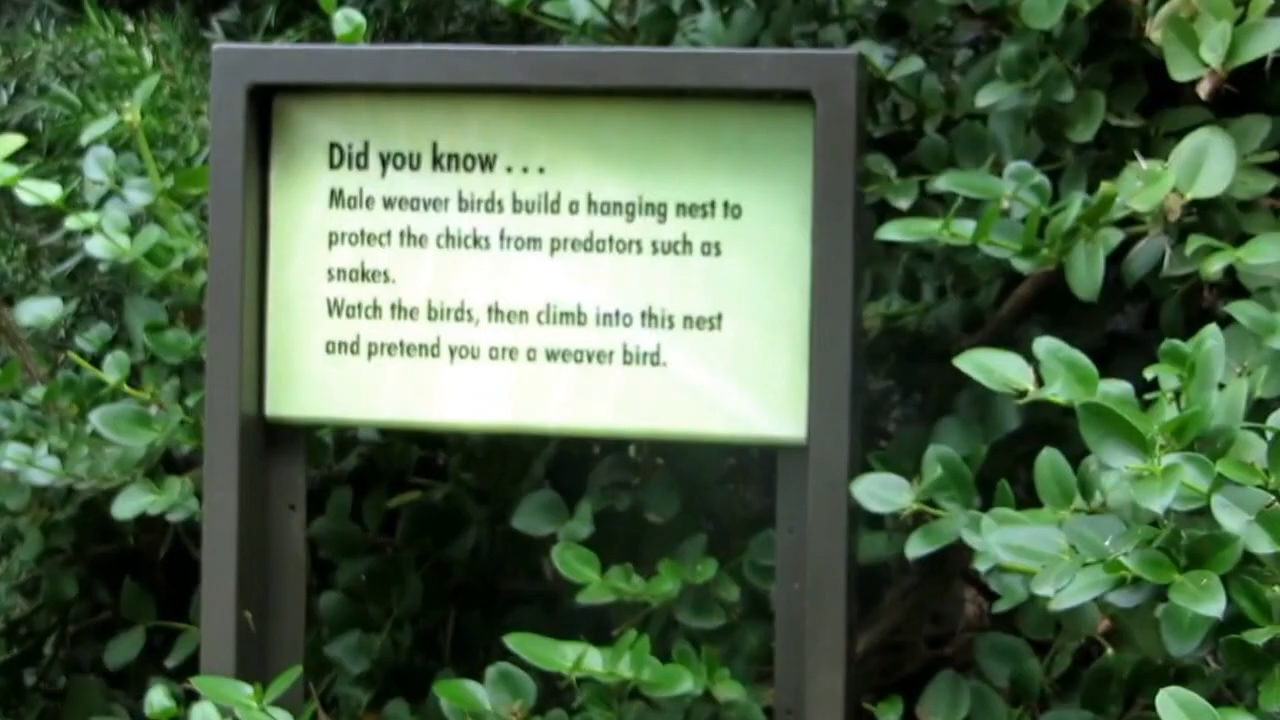 Did you know . . .
Male weaver birds build a hanging nest to
protect the chicks from predators such as
snakes.
Watch the birds, then climb into this nest
and pretend you are a weaver bird.